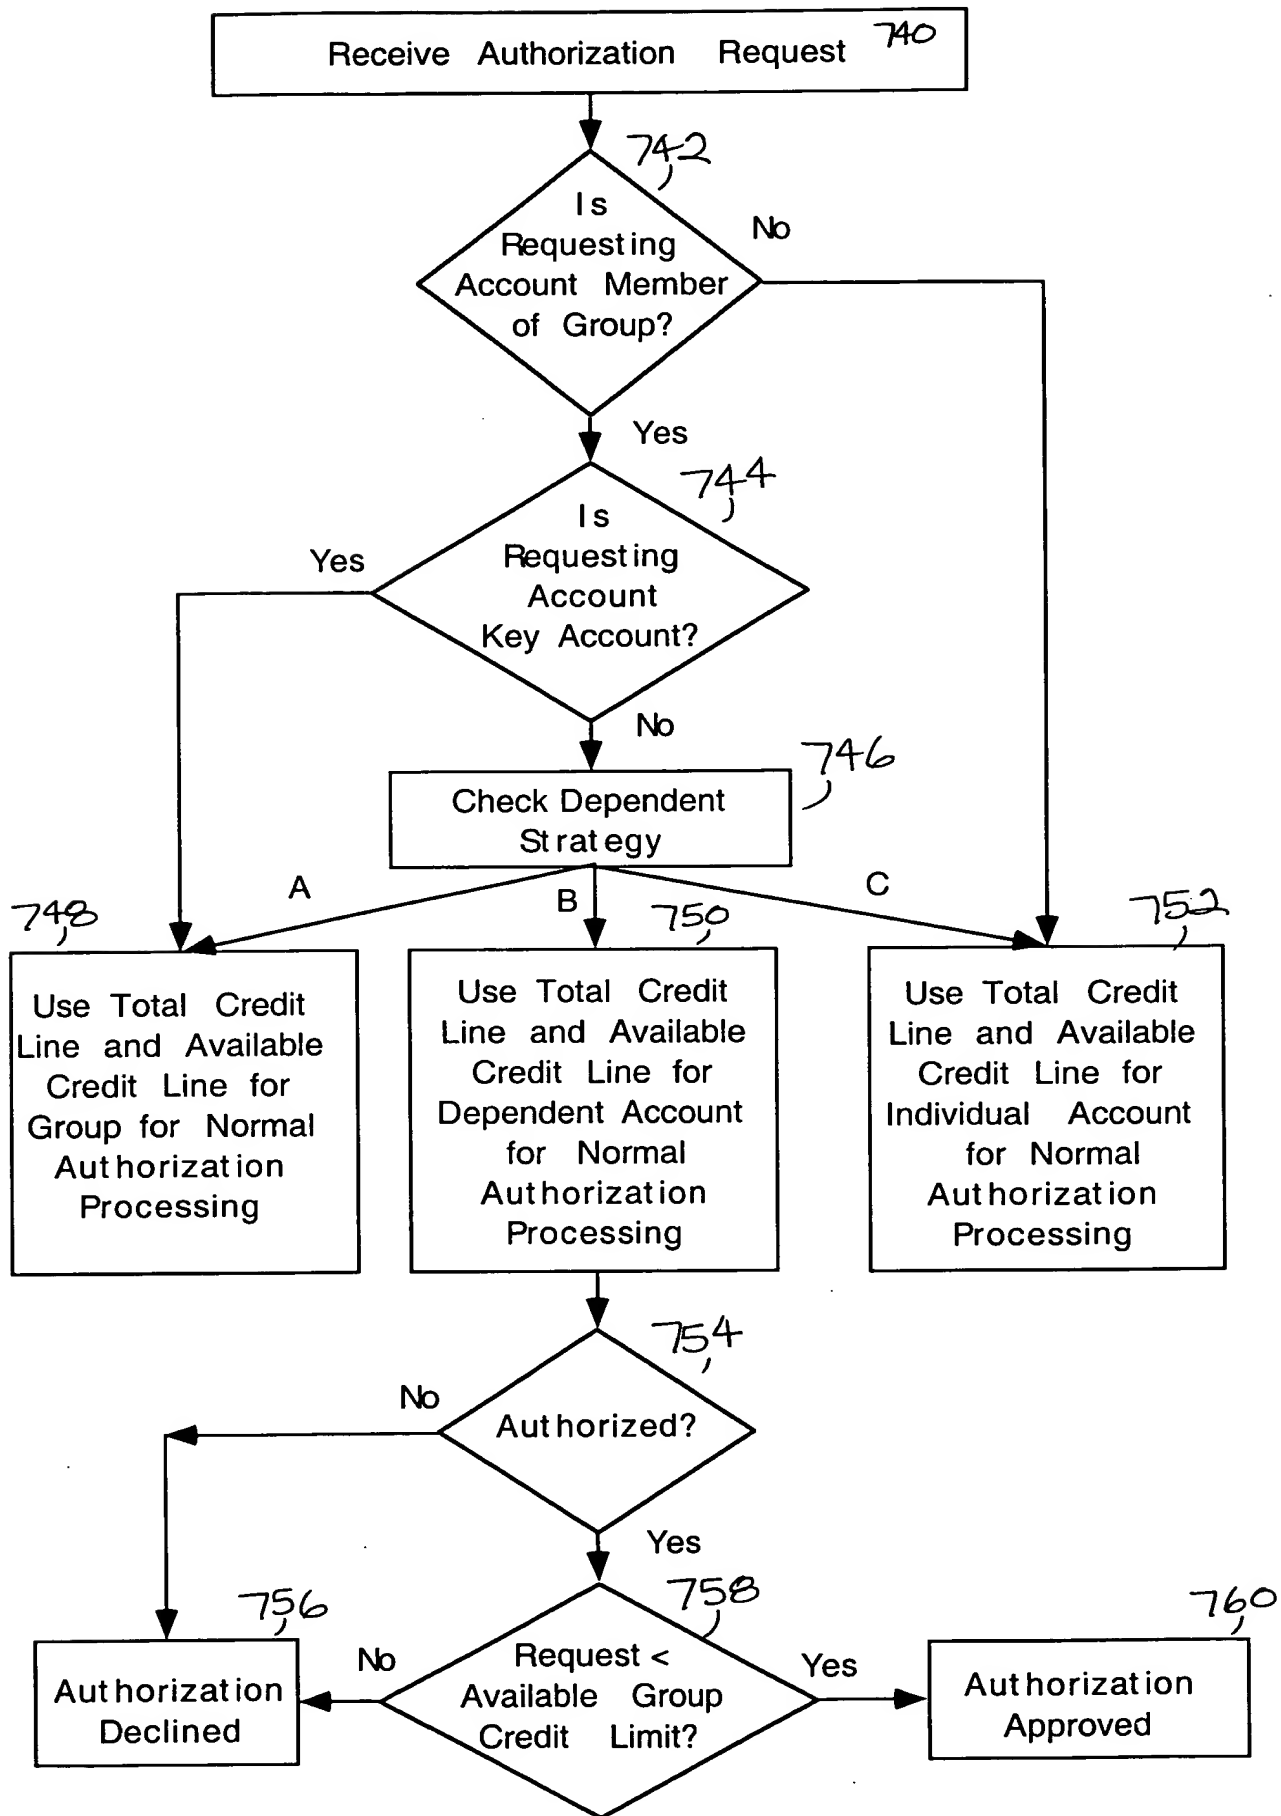 Receive Authorization Request 740
742
Is
Requesting
Account Member
of Group?
No
Yes
744
Is
Requesting
Account
Key Account?
Yes
No
746
Check Dependent
Strategy
A
B
C
748
Use Total Credit
Line and Available
Credit Line for
Group for Normal
Authorization
Processing
750
Use Total Credit
Line and Available
Credit Line for
Dependent Account
for Normal
Authorization
Processing
752
Use Total Credit
Line and Available
Credit Line for
Individual Account
for Normal
Authorization
Processing
754
Authorized?
No
Yes
756
Authorization
Declined
758
Request <
Available Group
Credit Limit?
No
Yes
760
Authorization
Approved